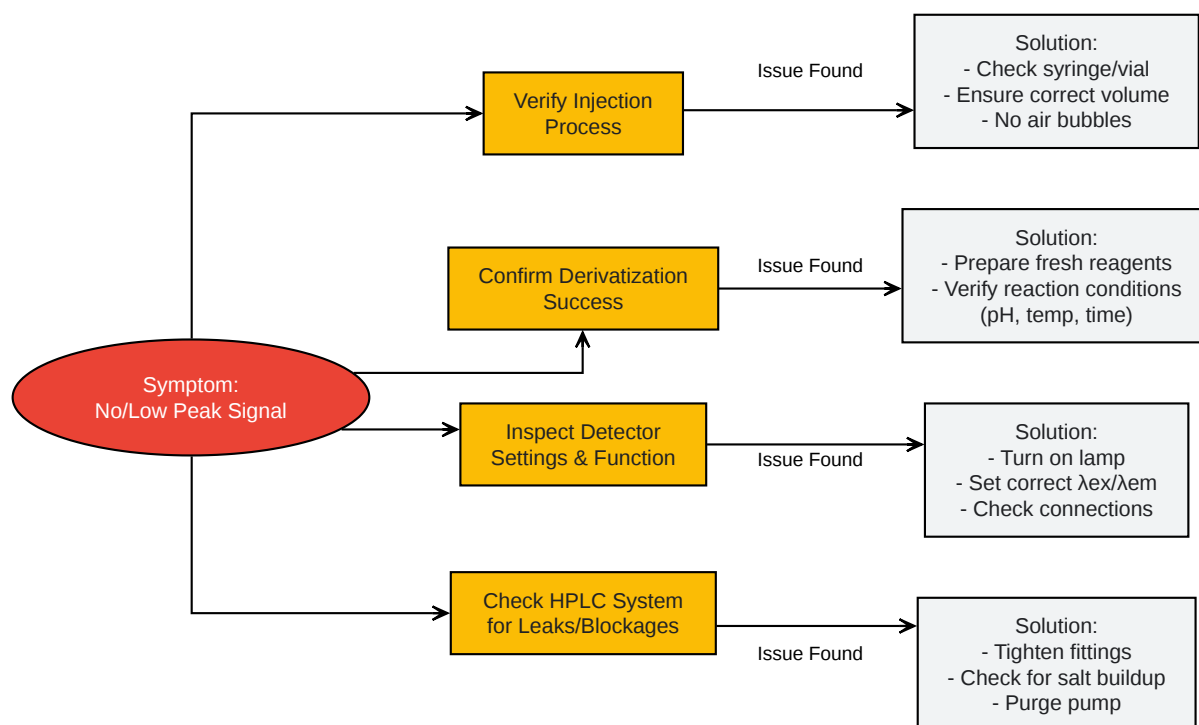 Symptom:
No/Low Peak Signal
Verify Injection
Process
Issue Found
Solution:
- Check syringe/vial
- Ensure correct volume
- No air bubbles
Confirm Derivatization
Success
Issue Found
Solution:
- Prepare fresh reagents
- Verify reaction conditions
(pH, temp, time)
Inspect Detector
Settings & Function
Issue Found
Solution:
- Turn on lamp
- Set correct λex/λem
- Check connections
Check HPLC System
for Leaks/Blockages
Issue Found
Solution:
- Tighten fittings
- Check for salt buildup
- Purge pump